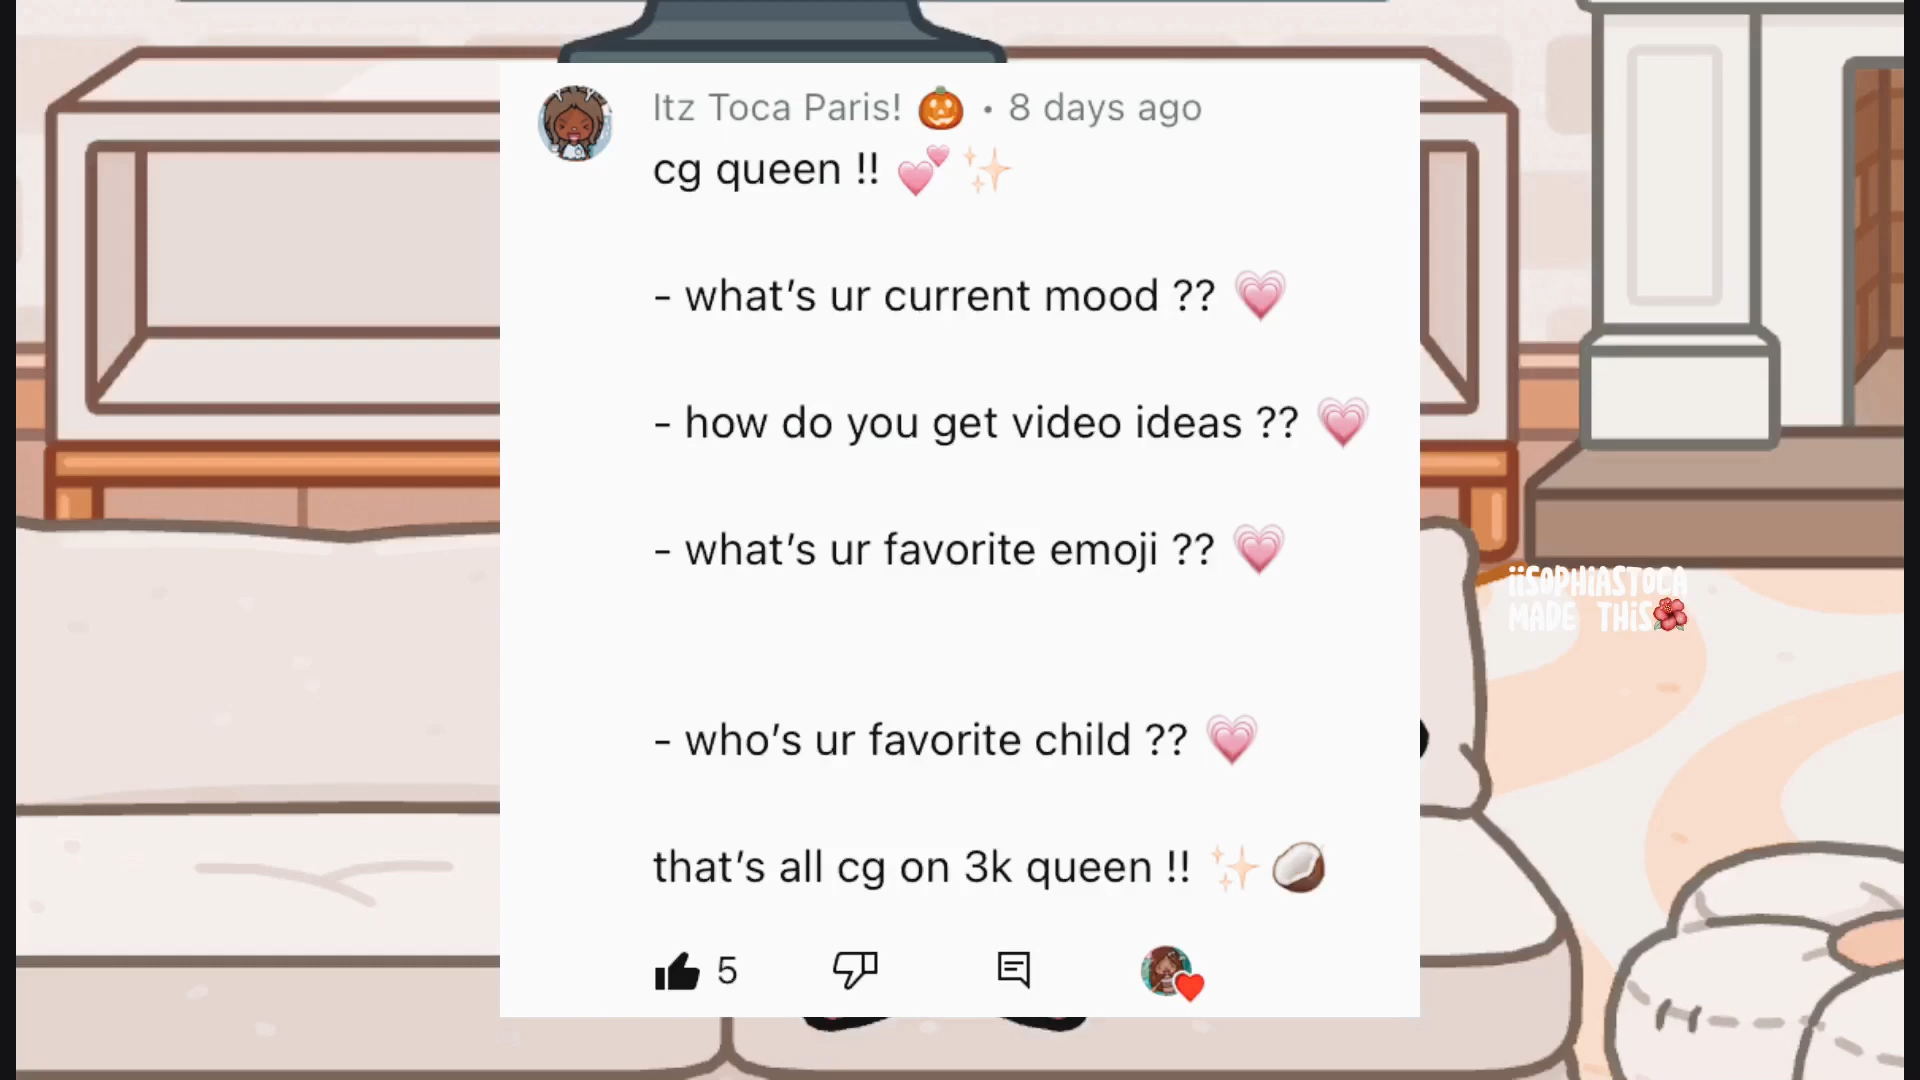 Itz Toca Paris! 🎃 • 8 days ago
cg queen !! 💕✨
- what's ur current mood ?? 💗
- how do you get video ideas ?? 💗
- what's ur favorite emoji ?? 💗
- who's ur favorite child ?? 💗
that's all cg on 3k queen !! ✨🥥
5
iiSOPHiASTOCA
MADE THiS🌺